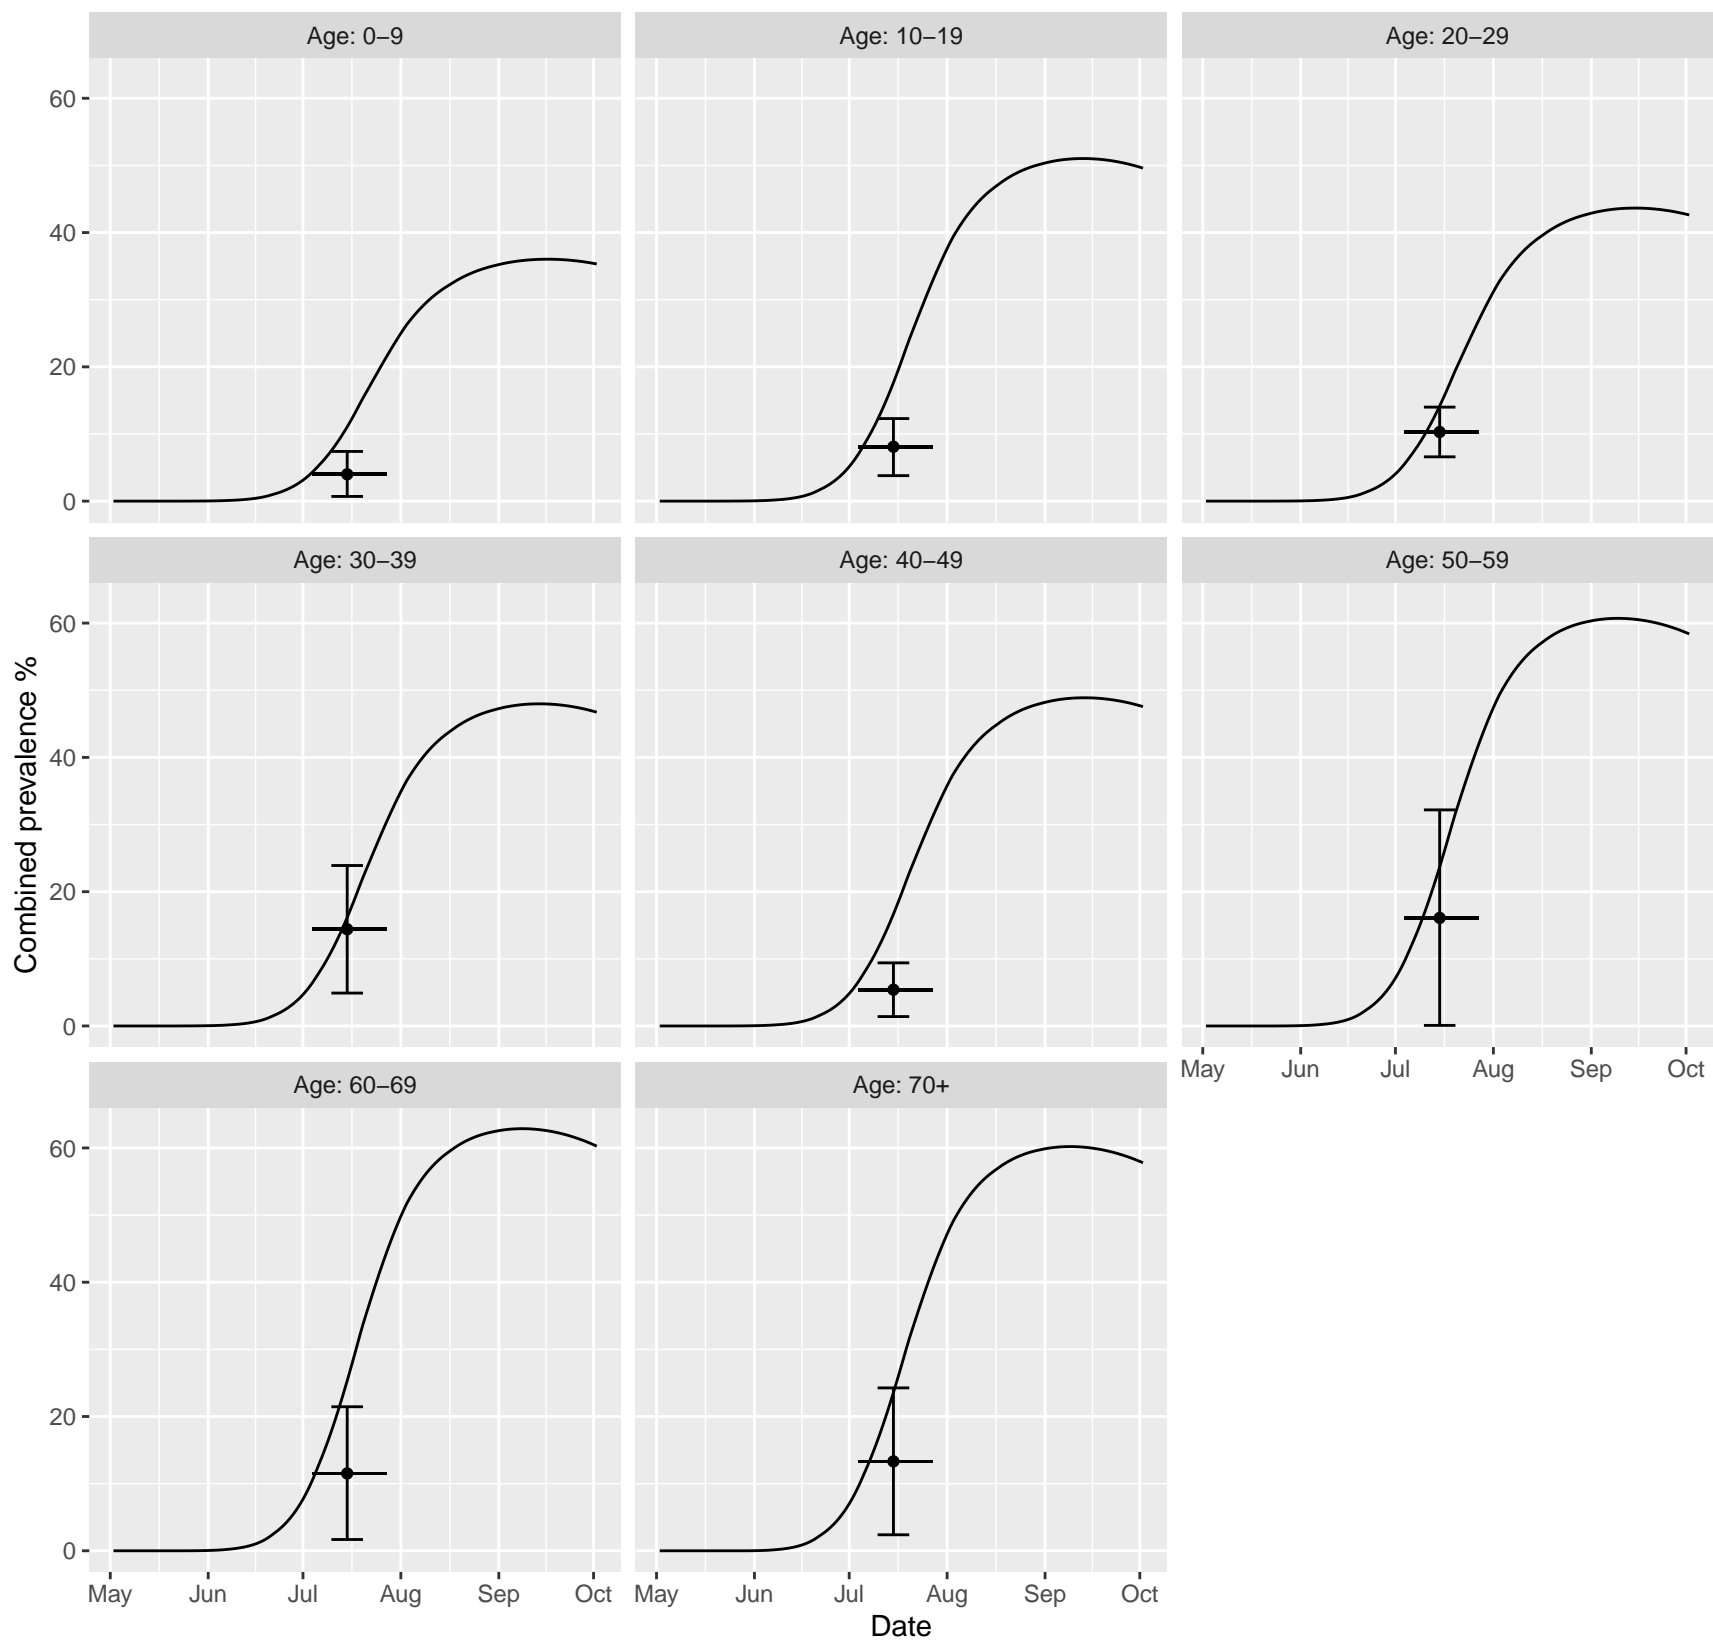 Age: 0–9
Age: 10–19
Age: 20–29
60
40
20
0
Age: 30–39
Age: 40–49
Age: 50–59
60
40
20
0
Combined prevalence %
May Jun Jul Aug Sep Oct
Age: 60–69
Age: 70+
60
40
20
0
May Jun Jul Aug Sep Oct
May Jun Jul Aug Sep Oct
Date